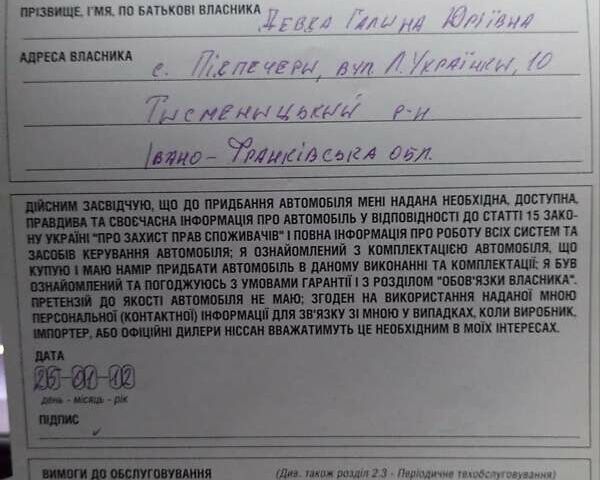 ПРІЗВИЩЕ, І'МЯ, ПО БАТЬКОВІ ВЛАСНИКА Девха Галина Юріївна
АДРЕСА ВЛАСНИКА с. Підпечери, вул. Л.Українки, 10
Тисменицький р-н
Івано-Франківська обл.
ДІЙСНИМ ЗАСВІДЧУЮ, ЩО ДО ПРИДБАННЯ АВТОМОБІЛЯ МЕНІ НАДАНА НЕОБХІДНА, ДОСТУПНА,
ПРАВДИВА ТА СВОЄЧАСНА ІНФОРМАЦІЯ ПРО АВТОМОБІЛЬ У ВІДПОВІДНОСТІ ДО СТАТТІ 15 ЗАКО-
НУ УКРАЇНІ "ПРО ЗАХИСТ ПРАВ СПОЖИВАЧІВ" І ПОВНА ІНФОРМАЦІЯ ПРО РОБОТУ ВСІХ СИСТЕМ ТА
ЗАСОБІВ КЕРУВАННЯ АВТОМОБІЛЯ; Я ОЗНАЙОМЛЕНИЙ З КОМПЛЕКТАЦІЄЮ АВТОМОБІЛЯ, ЩО
КУПУЮ І МАЮ НАМІР ПРИДБАТИ АВТОМОБІЛЬ В ДАНОМУ ВИКОНАННІ ТА КОМПЛЕКТАЦІЇ; Я БУВ
ОЗНАЙОМЛЕНИЙ ТА ПОГОДЖУЮСЬ З УМОВАМИ ГАРАНТІЇ І З РОЗДІЛОМ "ОБОВ'ЯЗКИ ВЛАСНИКА".
ПРЕТЕНЗІЙ ДО ЯКОСТІ АВТОМОБІЛЯ НЕ МАЮ; ЗГОДЕН НА ВИКОРИСТАННЯ НАДАНОЇ МНОЮ
ПЕРСОНАЛЬНОЇ (КОНТАКТНОЇ) ІНФОРМАЦІЇ ДЛЯ ЗВ'ЯЗКУ ЗІ МНОЮ У ВИПАДКАХ, КОЛИ ВИРОБНИК,
ІМПОРТЕР, АБО ОФІЦІЙНІ ДИЛЕРИ НІССАН ВВАЖАТИМУТЬ ЦЕ НЕОБХІДНИМ В МОЇХ ІНТЕРЕСАХ.
ДАТА
25-01-12
день - місяць - рік
ПІДПИС
ВИМОГИ ДО ОБСЛУГОВУВАННЯ (Див. також розділ 2.3 - Періодичне техобслуговування)